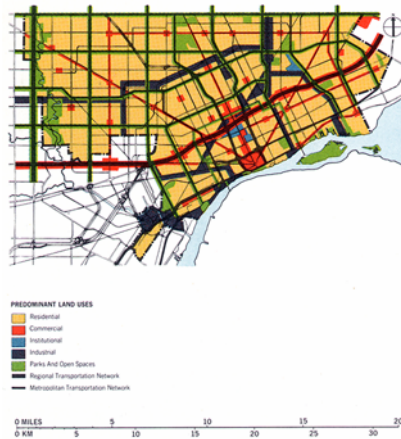 PREDOMINANT LAND USES
Residential
Commercial
Institutional
Industrial
Parks And Open Spaces
Regional Transportation Network
Metropolitan Transportation Network
0 MILES 5 10 15 20
0 KM 5 10 15 20 25 30